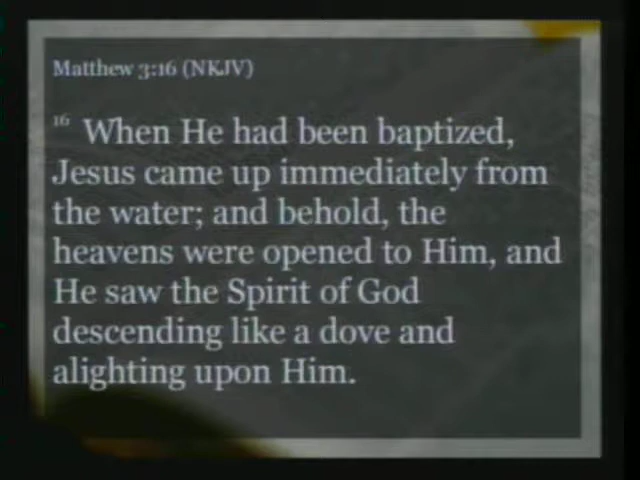 Matthew 3:16 (NKJV)
16 When He had been baptized,
Jesus came up immediately from
the water; and behold, the
heavens were opened to Him, and
He saw the Spirit of God
descending like a dove and
alighting upon Him.